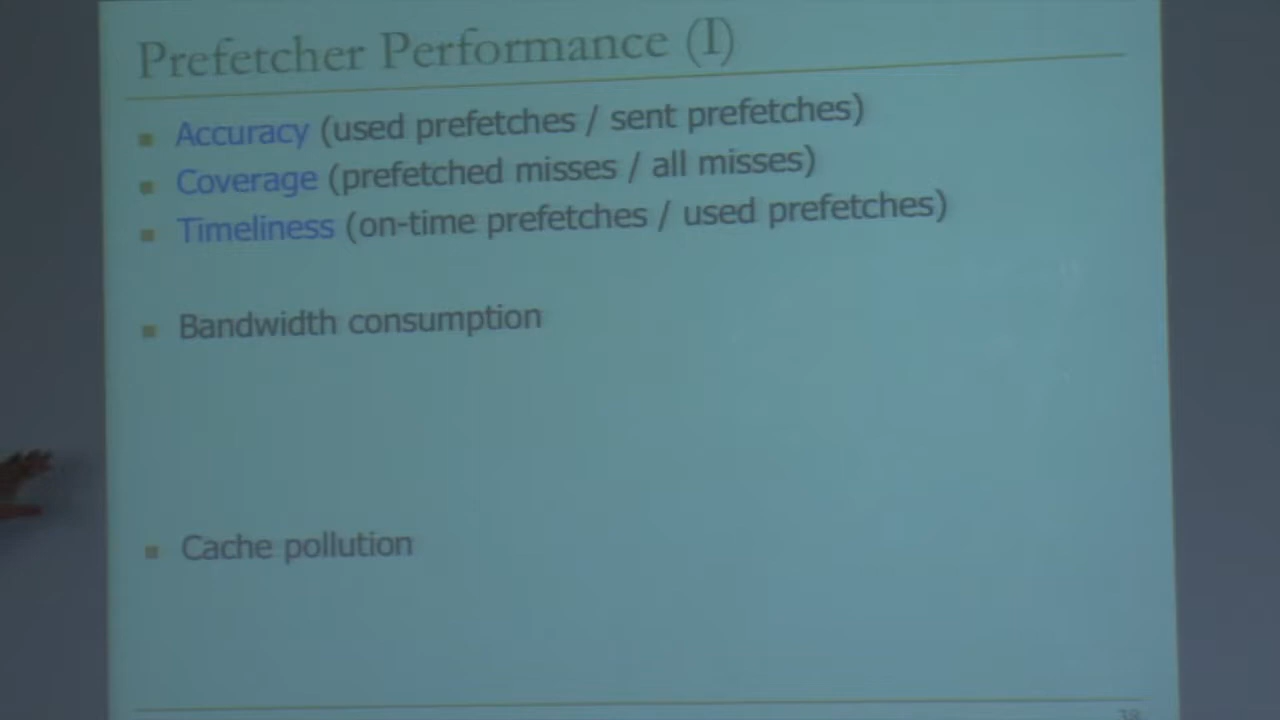 Prefetcher Performance (I)
Accuracy (used prefetches / sent prefetches)
Coverage (prefetched misses / all misses)
Timeliness (on-time prefetches / used prefetches)
Bandwidth consumption
Cache pollution